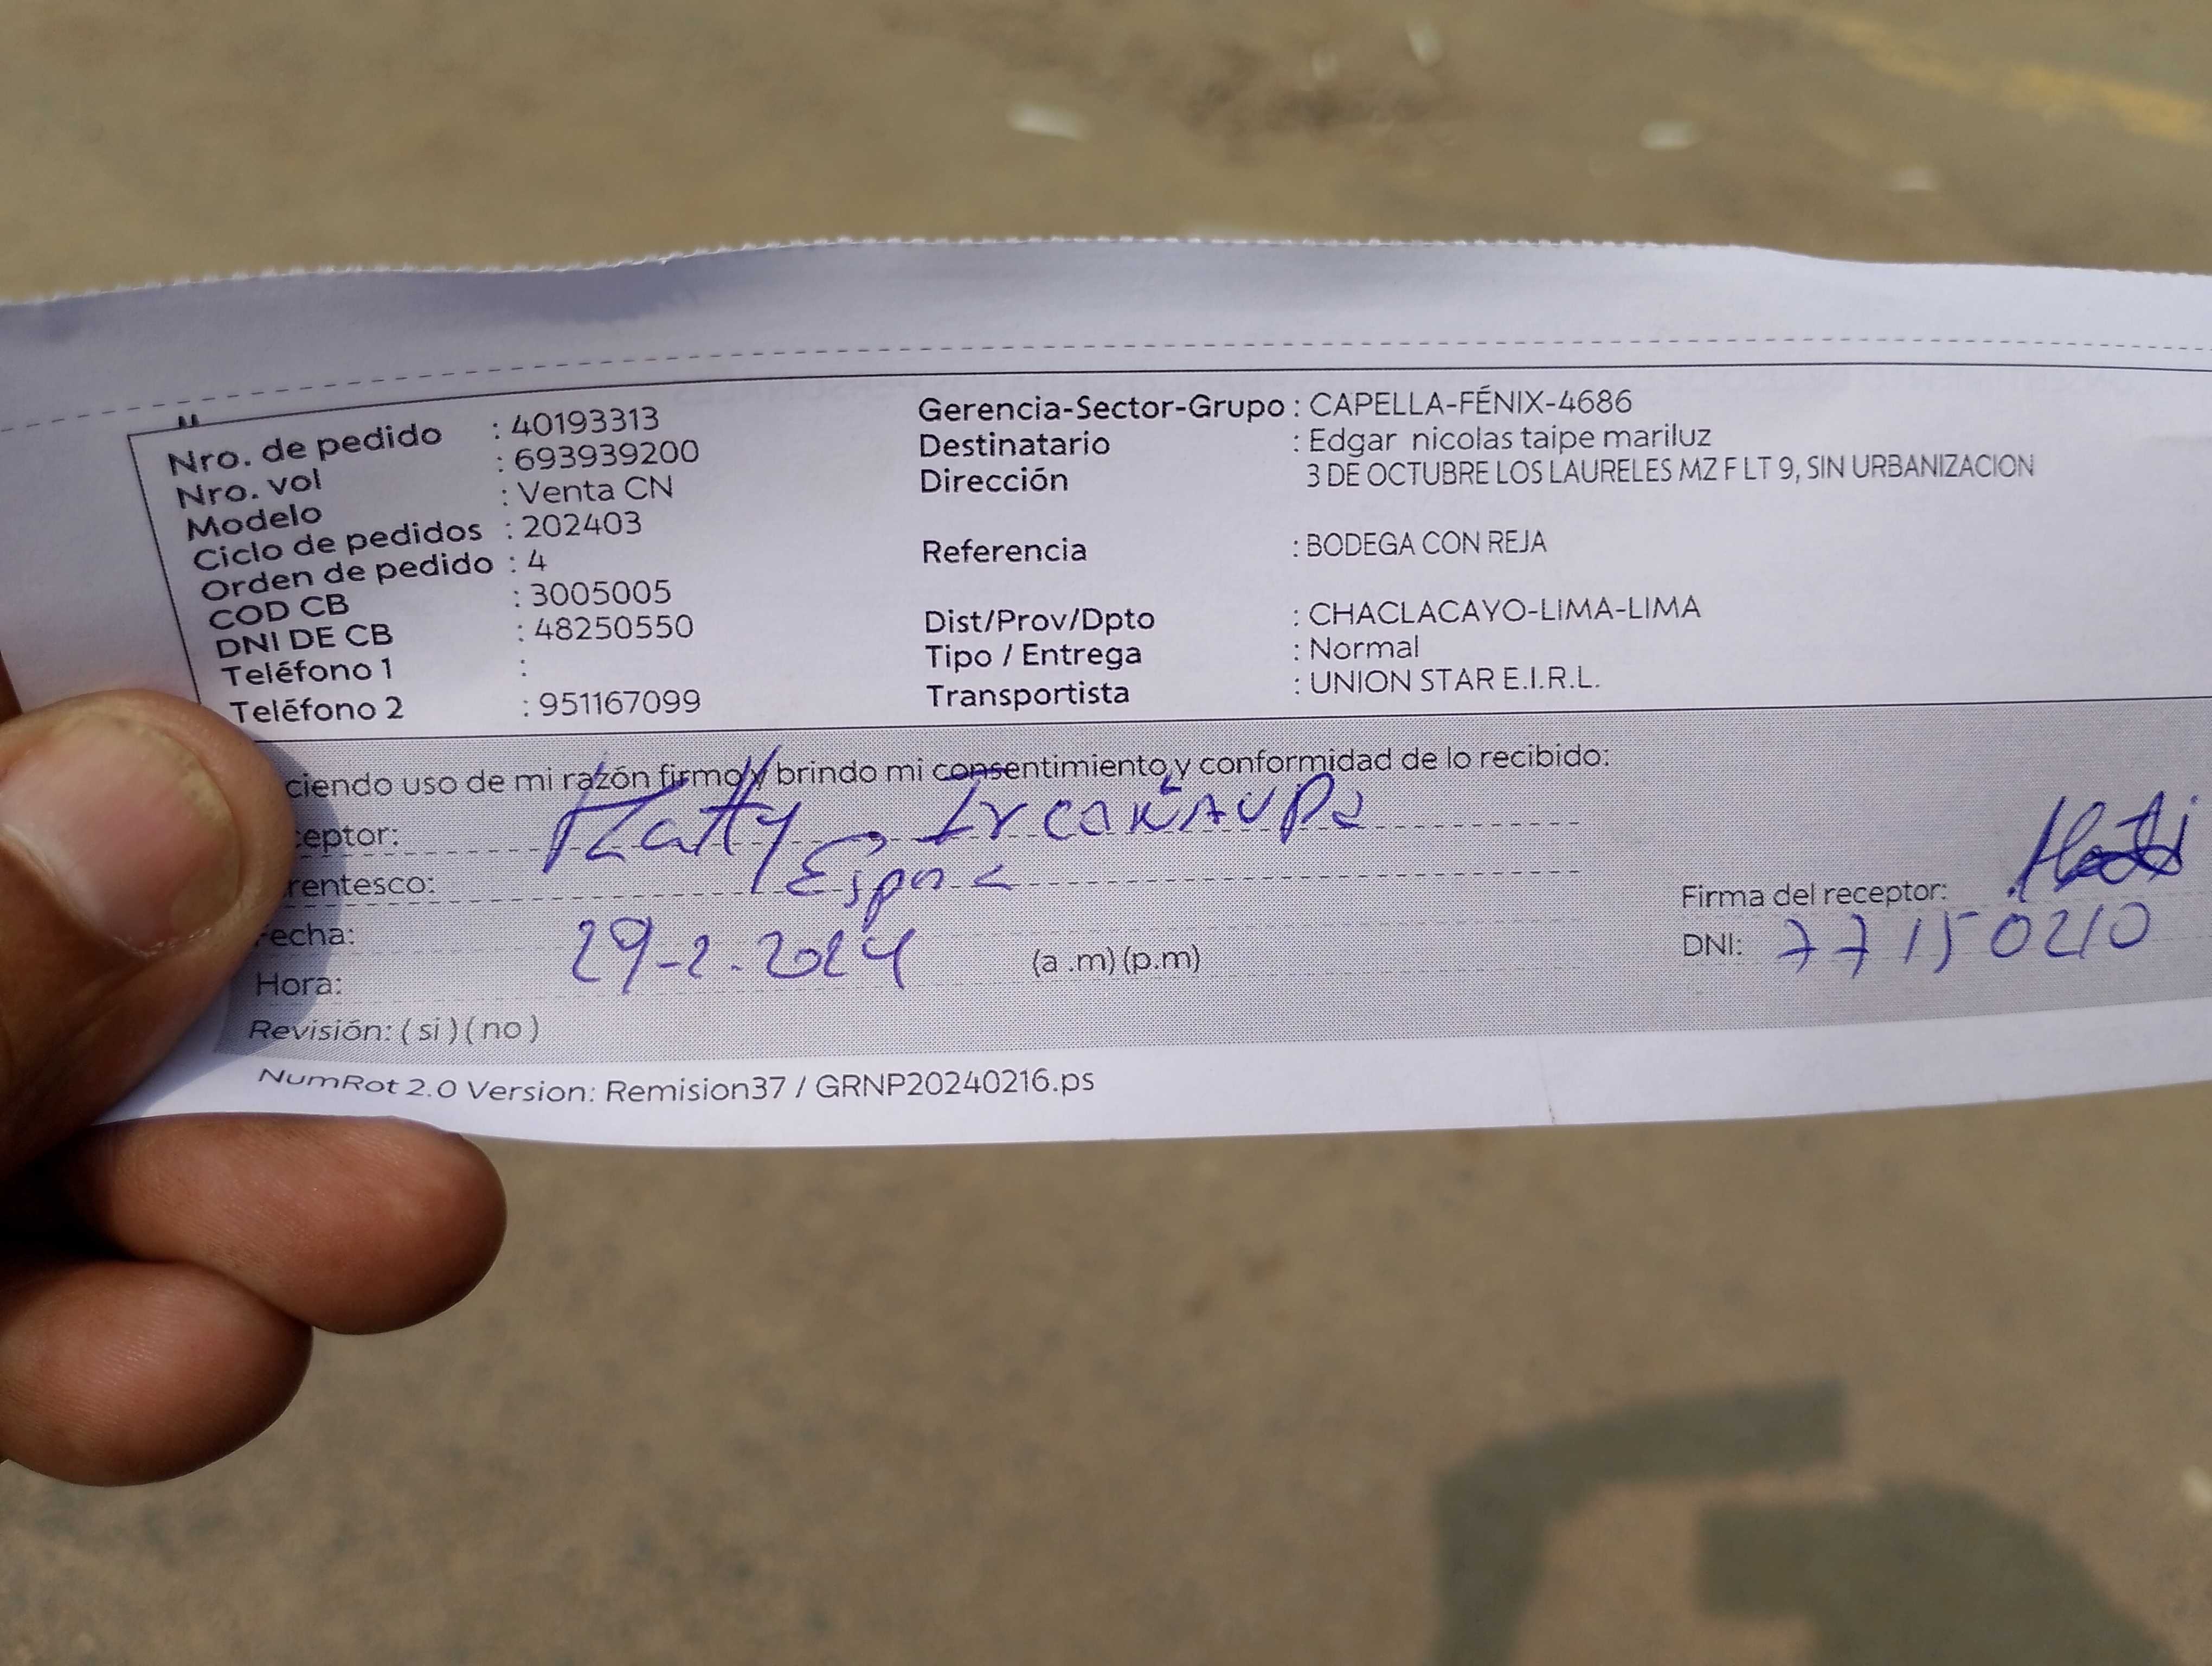 Nro. de pedido : 40193313
Nro. vol : 693939200
Modelo : Venta CN
Ciclo de pedidos : 202403
Orden de pedido : 4
COD CB : 3005005
DNI DE CB : 48250550
Teléfono 1 :
Teléfono 2 : 951167099
Gerencia-Sector-Grupo : CAPELLA-FÉNIX-4686
Destinatario : Edgar nicolas taipe mariluz
Dirección 3 DE OCTUBRE LOS LAURELES MZ F LT 9, SIN URBANIZACION
Referencia : BODEGA CON REJA
Dist/Prov/Dpto : CHACLACAYO-LIMA-LIMA
Tipo / Entrega : Normal
Transportista : UNION STAR E.I.R.L.
ciendo uso de mi razón firmo y brindo mi consentimiento y conformidad de lo recibido:
ceptor: Katty
rentesco: Espos
Fecha: 29-2-2024
Hora: (a .m) (p.m)
Revisión: ( si ) ( no )
Firma del receptor:
DNI: 77150210
NumRot 2.0 Version: Remision37 / GRNP20240216.ps